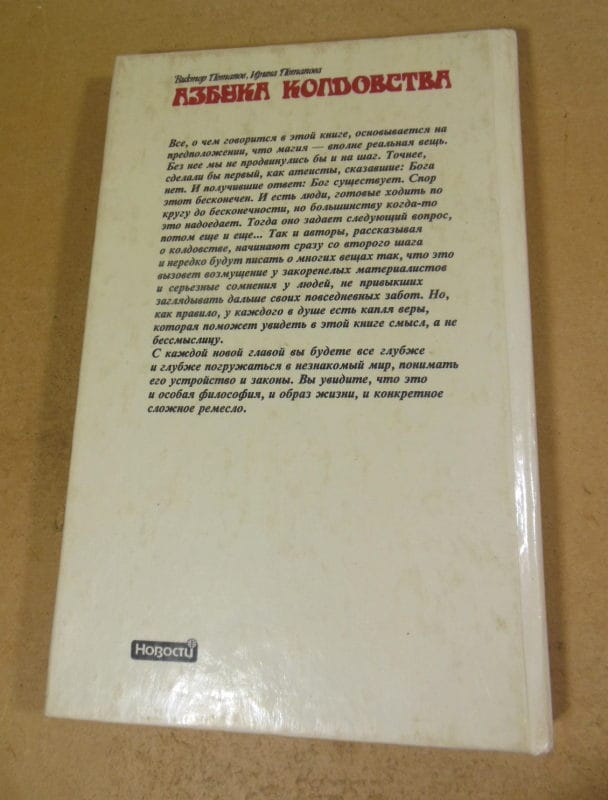 Виктор Потапов, Ирина Потапова
АЗБУКА КОЛДОВСТВА
Все, о чем говорится в этой книге, основывается на
предположении, что магия — вполне реальная вещь.
Без нее мы не продвинулись бы и на шаг. Точнее,
сделали бы первый, как атеисты, сказавшие: Бога
нет. И получившие ответ: Бог существует. Спор
этот бесконечен. И есть люди, готовые ходить по
кругу до бесконечности, но большинству когда-то
это надоедает. Тогда оно задает следующий вопрос,
потом еще и еще... Так и авторы, рассказывая
о колдовстве, начинают сразу со второго шага
и нередко будут писать о многих вещах так, что это
вызовет возмущение у закоренелых материалистов
и серьезные сомнения у людей, не привыкших
заглядывать дальше своих повседневных забот. Но,
как правило, у каждого в душе есть капля веры,
которая поможет увидеть в этой книге смысл, а не
бессмыслицу.
С каждой новой главой вы будете все глубже
и глубже погружаться в незнакомый мир, понимать
его устройство и законы. Вы увидите, что это
и особая философия, и образ жизни, и конкретное
сложное ремесло.
Новости